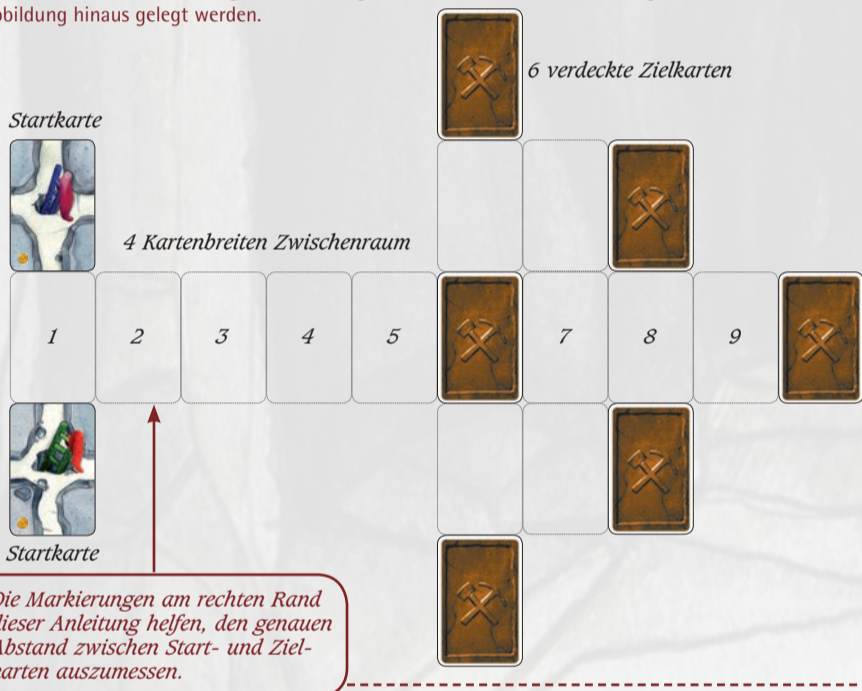 bbildung hinaus gelegt werden.
6 verdeckte Zielkarten
Startkarte
4 Kartenbreiten Zwischenraum
1 2 3 4 5 7 8 9
Startkarte
Die Markierungen am rechten Rand
dieser Anleitung helfen, den genauen
Abstand zwischen Start- und Ziel-
karten auszumessen.